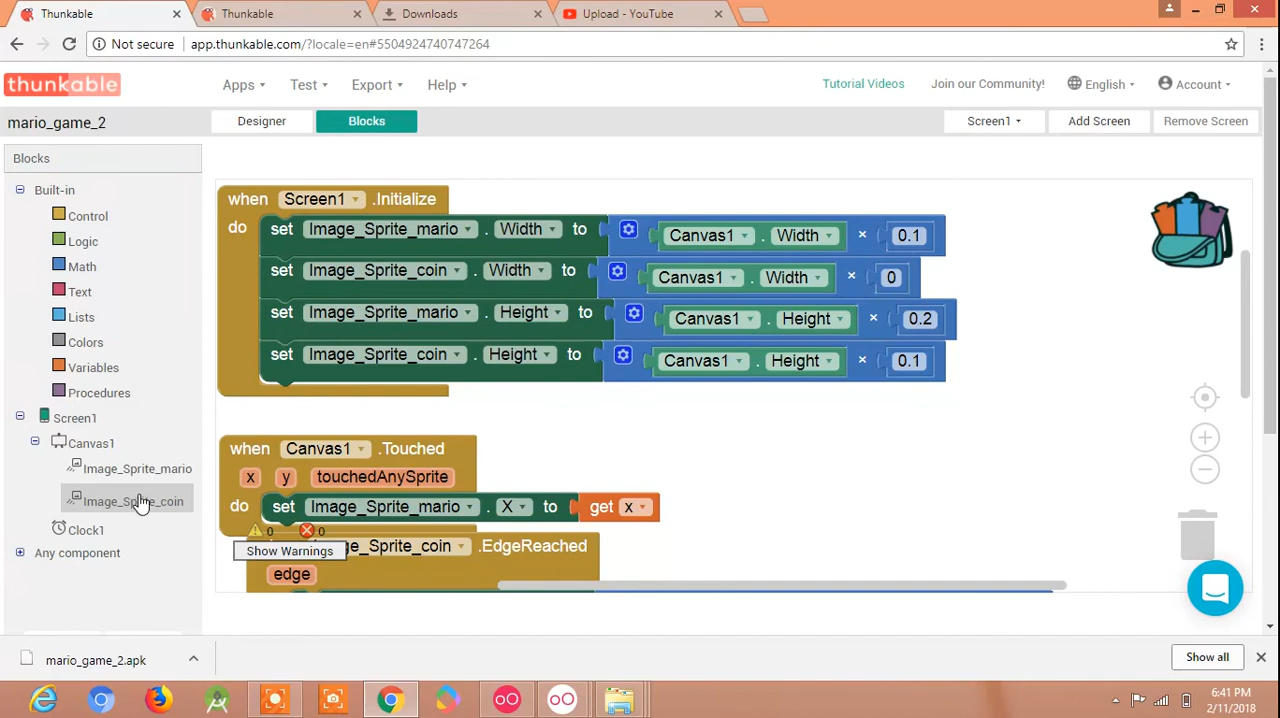 Thunkable
Thunkable
Downloads
Upload - YouTube
Not secure
app.thunkable.com/?locale=en#5504924740747264
thunkable
Apps
Test
Export
Help
Tutorial Videos
Join our Community!
English
Account
mario_game_2
Designer
Blocks
Screen1
Add Screen
Remove Screen
Blocks
Built-in
Control
Logic
Math
Text
Lists
Colors
Variables
Procedures
Screen1
Canvas1
Image_Sprite_mario
Image_Sprite_coin
Clock1
Any component
when Screen1 .Initialize
do set Image_Sprite_mario . Width to Canvas1 . Width × 0.1
set Image_Sprite_coin . Width to Canvas1 . Width × 0
set Image_Sprite_mario . Height to Canvas1 . Height × 0.2
set Image_Sprite_coin . Height to Canvas1 . Height × 0.1
when Canvas1 .Touched
x y touchedAnySprite
do set Image_Sprite_mario . X to get x
0 0
Show Warnings
Sprite_coin .EdgeReached
edge
mario_game_2.apk
Show all
6:41 PM
2/11/2018